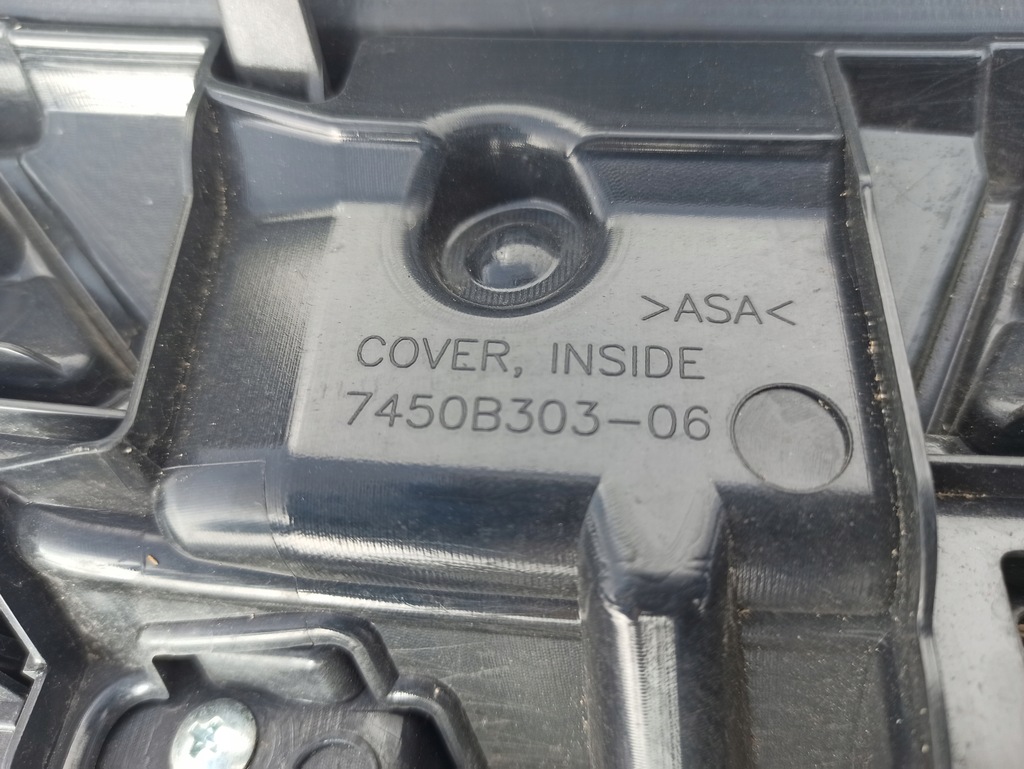 >ASA<
COVER, INSIDE
7450B303-06